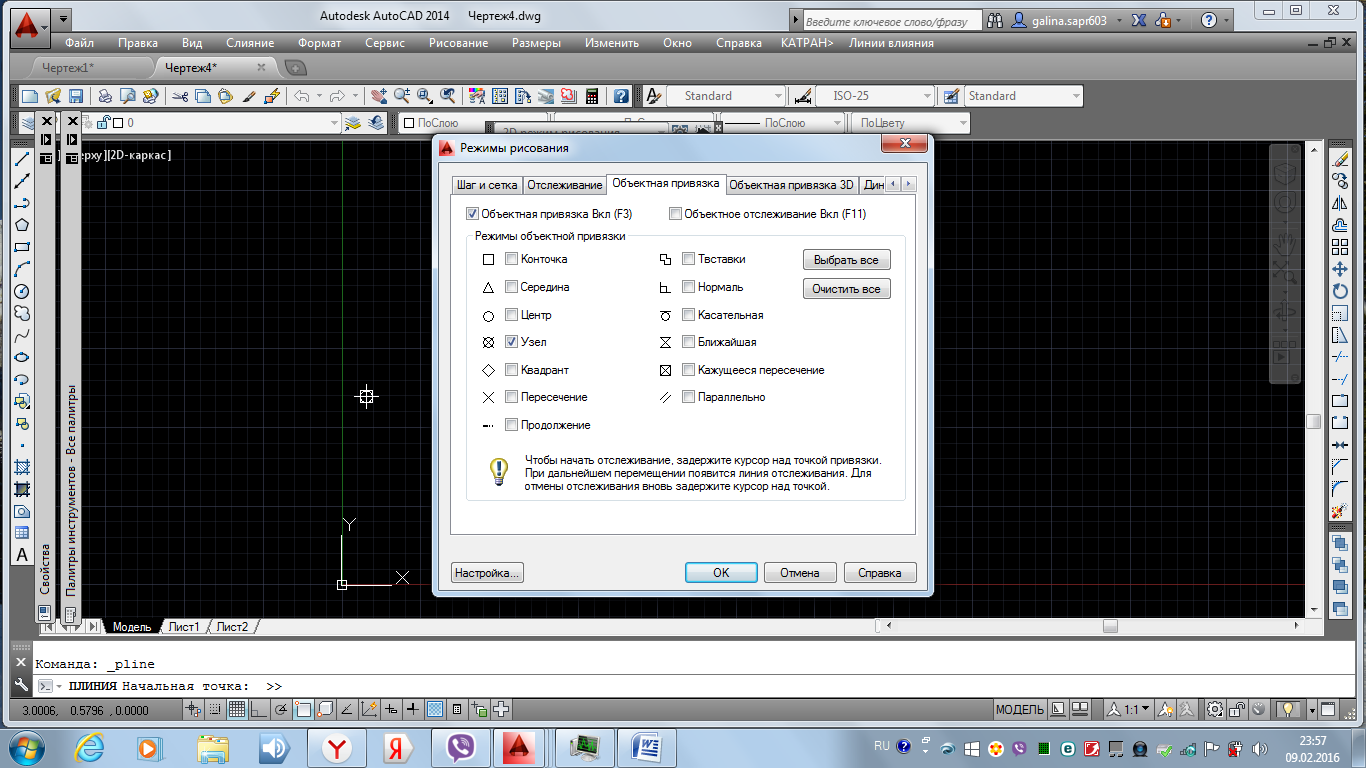 Autodesk AutoCAD 2014 Чертеж4.dwg
Введите ключевое слово/фразу
galina.sapr603
Файл Правка Вид Слияние Формат Сервис Рисование Размеры Изменить Окно Справка КАТРАН> Линии влияния
Чертеж1*
Чертеж4*
Standard
ISO-25
Standard
0
ПоСлою
ПоСлою
ПоЦвету
2D режим рисования
][2D-каркас]
Режимы рисования
Шаг и сетка
Отслеживание
Объектная привязка
Объектная привязка 3D
Дин
Объектная привязка Вкл (F3)
Объектное отслеживание Вкл (F11)
Режимы объектной привязки
Конточка
Твставки
Выбрать все
Середина
Нормаль
Очистить все
Центр
Касательная
Узел
Ближайшая
Квадрант
Кажущееся пересечение
Пересечение
Параллельно
Продолжение
Чтобы начать отслеживание, задержите курсор над точкой привязки.
При дальнейшем перемещении появится линия отслеживания. Для
отмены отслеживания вновь задержите курсор над точкой.
Настройка...
OK
Отмена
Справка
Свойства
Палитры инструментов - Все палитры
Y
X
A
Модель
Лист1
Лист2
Команда: _pline
ПЛИНИЯ Начальная точка: >>
3.0006, 0.5796 , 0.0000
МОДЕЛЬ
1:1
RU
23:57
09.02.2016